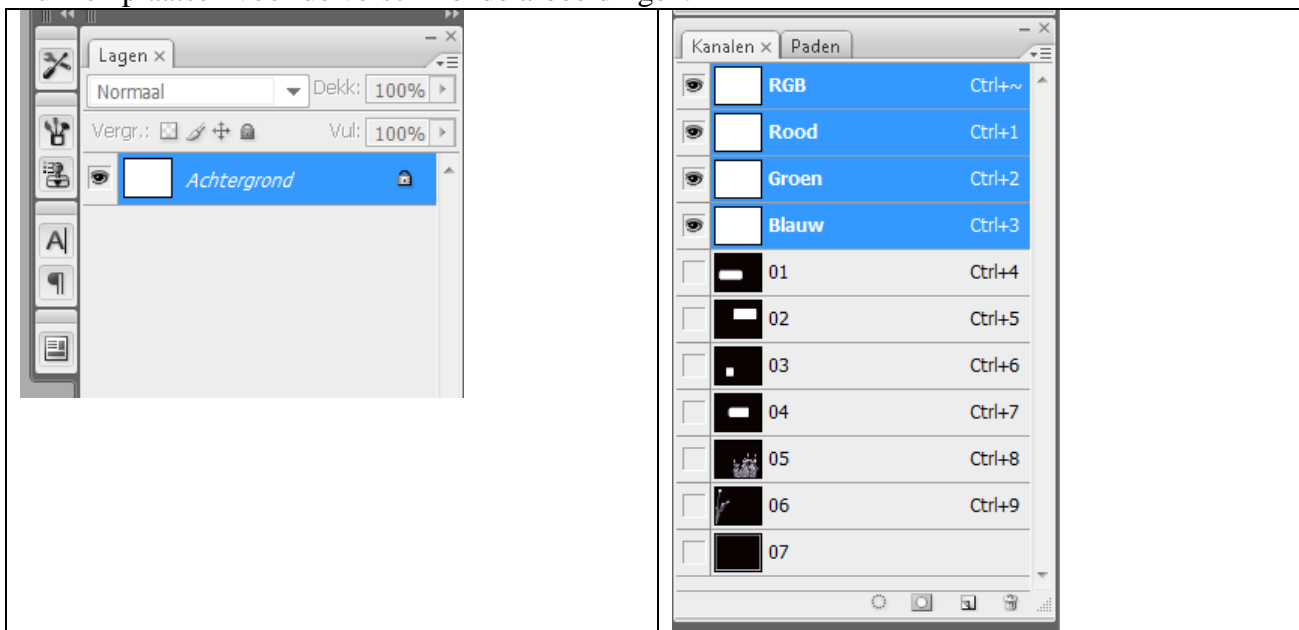 Lagen ×
Normaal Dekk: 100%
Vergr.: Vul: 100%
Achtergrond
A
Kanalen × Paden
RGB Ctrl+~
Rood Ctrl+1
Groen Ctrl+2
Blauw Ctrl+3
01 Ctrl+4
02 Ctrl+5
03 Ctrl+6
04 Ctrl+7
05 Ctrl+8
06 Ctrl+9
07